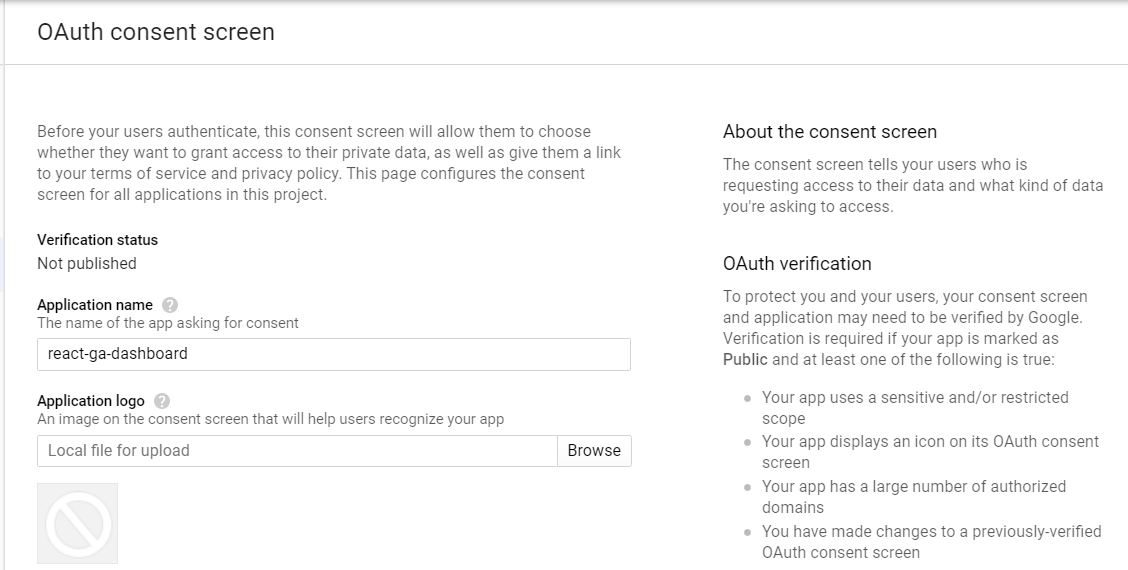 OAuth consent screen
Before your users authenticate, this consent screen will allow them to choose
whether they want to grant access to their private data, as well as give them a link
to your terms of service and privacy policy. This page configures the consent
screen for all applications in this project.
Verification status
Not published
Application name ?
The name of the app asking for consent
react-ga-dashboard
Application logo ?
An image on the consent screen that will help users recognize your app
Local file for upload Browse
About the consent screen
The consent screen tells your users who is
requesting access to their data and what kind of data
you're asking to access.
OAuth verification
To protect you and your users, your consent screen
and application may need to be verified by Google.
Verification is required if your app is marked as
Public and at least one of the following is true:
Your app uses a sensitive and/or restricted
scope
Your app displays an icon on its OAuth consent
screen
Your app has a large number of authorized
domains
You have made changes to a previously-verified
OAuth consent screen